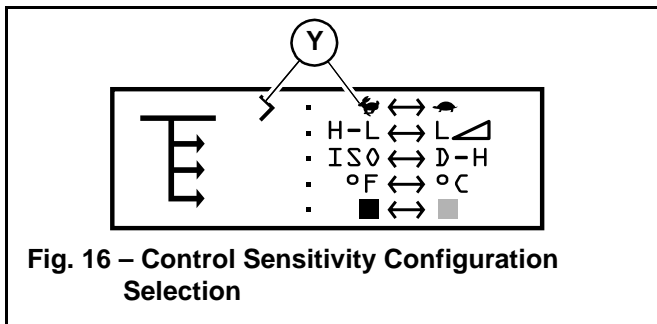 Y
H-L ↔ L
ISO ↔ D-H
°F ↔ °C
Fig. 16 – Control Sensitivity Configuration
Selection